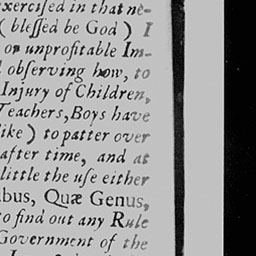 exerciſed in that ne-
( bleſſed be God ) I
or unprofitable Im-
obſerving how, to
Injury of Children,
Teachers, Boys have
like ) to patter over
after time, and at
little the uſe either
bus, Quæ Genus,
to find out any Rule
Government of the